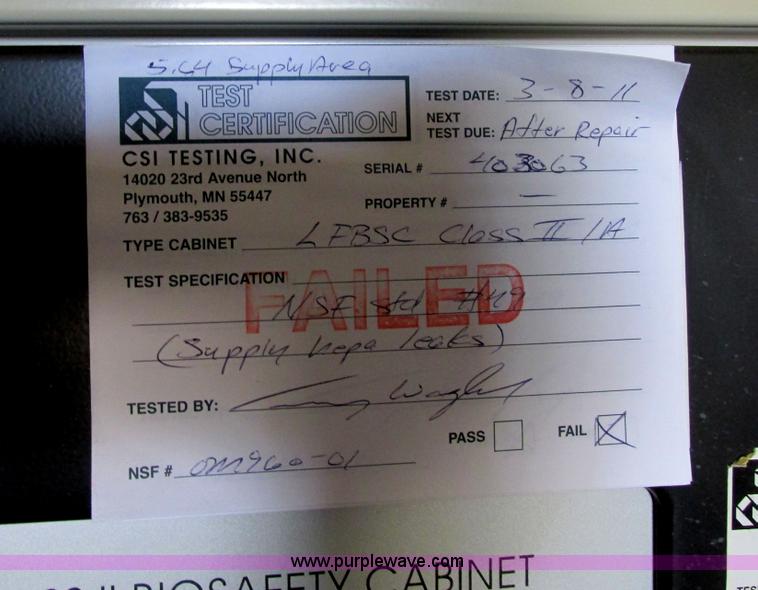 5.64 Supply Area
TEST
CERTIFICATION
TEST DATE: 3-8-11
NEXT
TEST DUE: After Repair
CSI TESTING, INC.
14020 23rd Avenue North
Plymouth, MN 55447
763 / 383-9535
SERIAL # 403063
PROPERTY # —
TYPE CABINET LFBSC Class II / A
TEST SPECIFICATION
FAILED
NSF std #49
(Supply hepa leaks)
TESTED BY:
PASS FAIL X
NSF # 0M960-01
www.purplewave.com
II BIOSAFETY CABINET